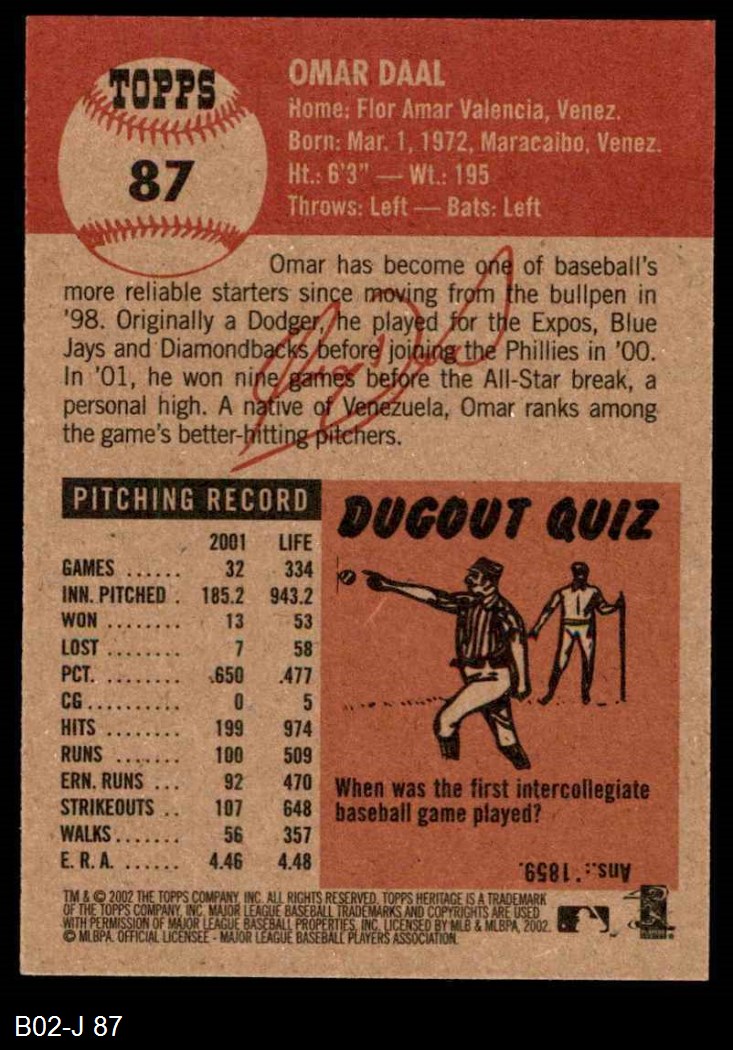 TOPPS
87
OMAR DAAL
Home: Flor Amar Valencia, Venez.
Born: Mar. 1, 1972, Maracaibo, Venez.
Ht.: 6'3" — Wt.: 195
Throws: Left — Bats: Left
Omar has become one of baseball's
more reliable starters since moving from the bullpen in
'98. Originally a Dodger, he played for the Expos, Blue
Jays and Diamondbacks before joining the Phillies in '00.
In '01, he won nine games before the All-Star break, a
personal high. A native of Venezuela, Omar ranks among
the game's better-hitting pitchers.
PITCHING RECORD
2001 LIFE
GAMES ...... 32 334
INN. PITCHED . 185.2 943.2
WON ........ 13 53
LOST ........ 7 58
PCT. ........ .650 .477
CG .......... 0 5
HITS ........ 199 974
RUNS ....... 100 509
ERN. RUNS ... 92 470
STRIKEOUTS .. 107 648
WALKS ....... 56 357
E. R. A. ...... 4.46 4.48
DUGOUT QUIZ
When was the first intercollegiate
baseball game played?
Ans.: 1859.
TM & © 2002 THE TOPPS COMPANY, INC. ALL RIGHTS RESERVED. TOPPS HERITAGE IS A TRADEMARK
OF THE TOPPS COMPANY, INC. MAJOR LEAGUE BASEBALL TRADEMARKS AND COPYRIGHTS ARE USED
WITH PERMISSION OF MAJOR LEAGUE BASEBALL PROPERTIES, INC. LICENSED BY MLB & MLBPA, 2002.
© MLBPA. OFFICIAL LICENSEE - MAJOR LEAGUE BASEBALL PLAYERS ASSOCIATION.
B02-J 87